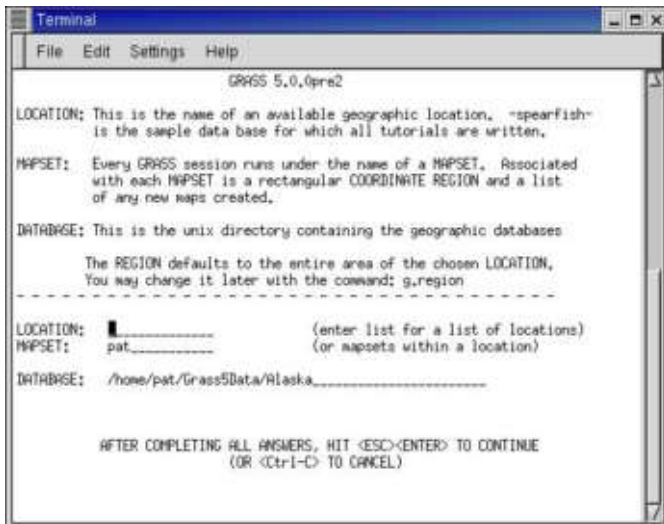 Terminal
File Edit Settings Help
GRASS 5.0.0pre2
LOCATION: This is the name of an available geographic location. -spearfish-
is the sample data base for which all tutorials are written.
MAPSET: Every GRASS session runs under the name of a MAPSET. Associated
with each MAPSET is a rectangular COORDINATE REGION and a list
of any new maps created.
DATABASE: This is the unix directory containing the geographic databases
The REGION defaults to the entire area of the chosen LOCATION.
You may change it later with the command: g.region
- - - - - - - - - - - - - - - - - - - - - - - - - - - - - - - - - - -
LOCATION: ______________ (enter list for a list of locations)
MAPSET: pat___________ (or mapsets within a location)
DATABASE: /home/pat/Grass5Data/Alaska_______________________
AFTER COMPLETING ALL ANSWERS, HIT <ESC><ENTER> TO CONTINUE
(OR <Ctrl-C> TO CANCEL)